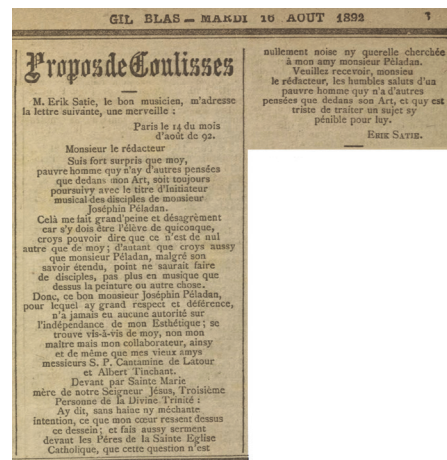 GIL BLAS — MARDI 16 AOUT 1892 3
Propos de Coulisses
M. Erik Satie, le bon musicien, m'adresse
la lettre suivante, une merveille :
Paris le 14 du mois
d'août de 92.
Monsieur le rédacteur
Suis fort surpris que moy,
pauvre homme quy n'ay d'autres pensées
que dedans mon Art, soit toujours
poursuivy avec le titre d'Initiateur
musical des disciples de monsieur
Joséphin Péladan.
Celà me fait grand'peine et désagrément
car s'y dois être l'élève de quiconque,
croys pouvoir dire que ce n'est de nul
autre que de moy ; d'autant que croys aussy
que monsieur Péladan, malgré son
savoir étendu, point ne saurait faire
de disciples, pas plus en musique que
dessus la peinture ou autre chose.
Donc, ce bon monsieur Joséphin Péladan,
pour lequel ay grand respect et déférence,
n'a jamais eu aucune autorité sur
l'indépendance de mon Esthétique ; se
trouve vis-à-vis de moy, non mon
maître mais mon collaborateur, ainsy
et de même que mes vieux amys
messieurs S. P. Cantamine de Latour
et Albert Tinchant.
Devant par Sainte Marie
mère de notre Seigneur Jésus, Troisième
Personne de la Divine Trinité :
Ay dit, sans haine ny méchante
intention, ce que mon cœur ressent dessus
ce dessein ; et fais aussy serment
devant les Péres de la Sainte Eglise
Catholique, que cette question n'est
nullement noise ny querelle cherchée
à mon amy monsieur Péladan.
Veuillez recevoir, monsieu
le rédacteur, les humbles saluts d'un
pauvre homme quy n'a d'autres
pensées que dedans son Art, et quy est
triste de traiter un sujet sy
pénible pour luy.
ERIK SATIE.